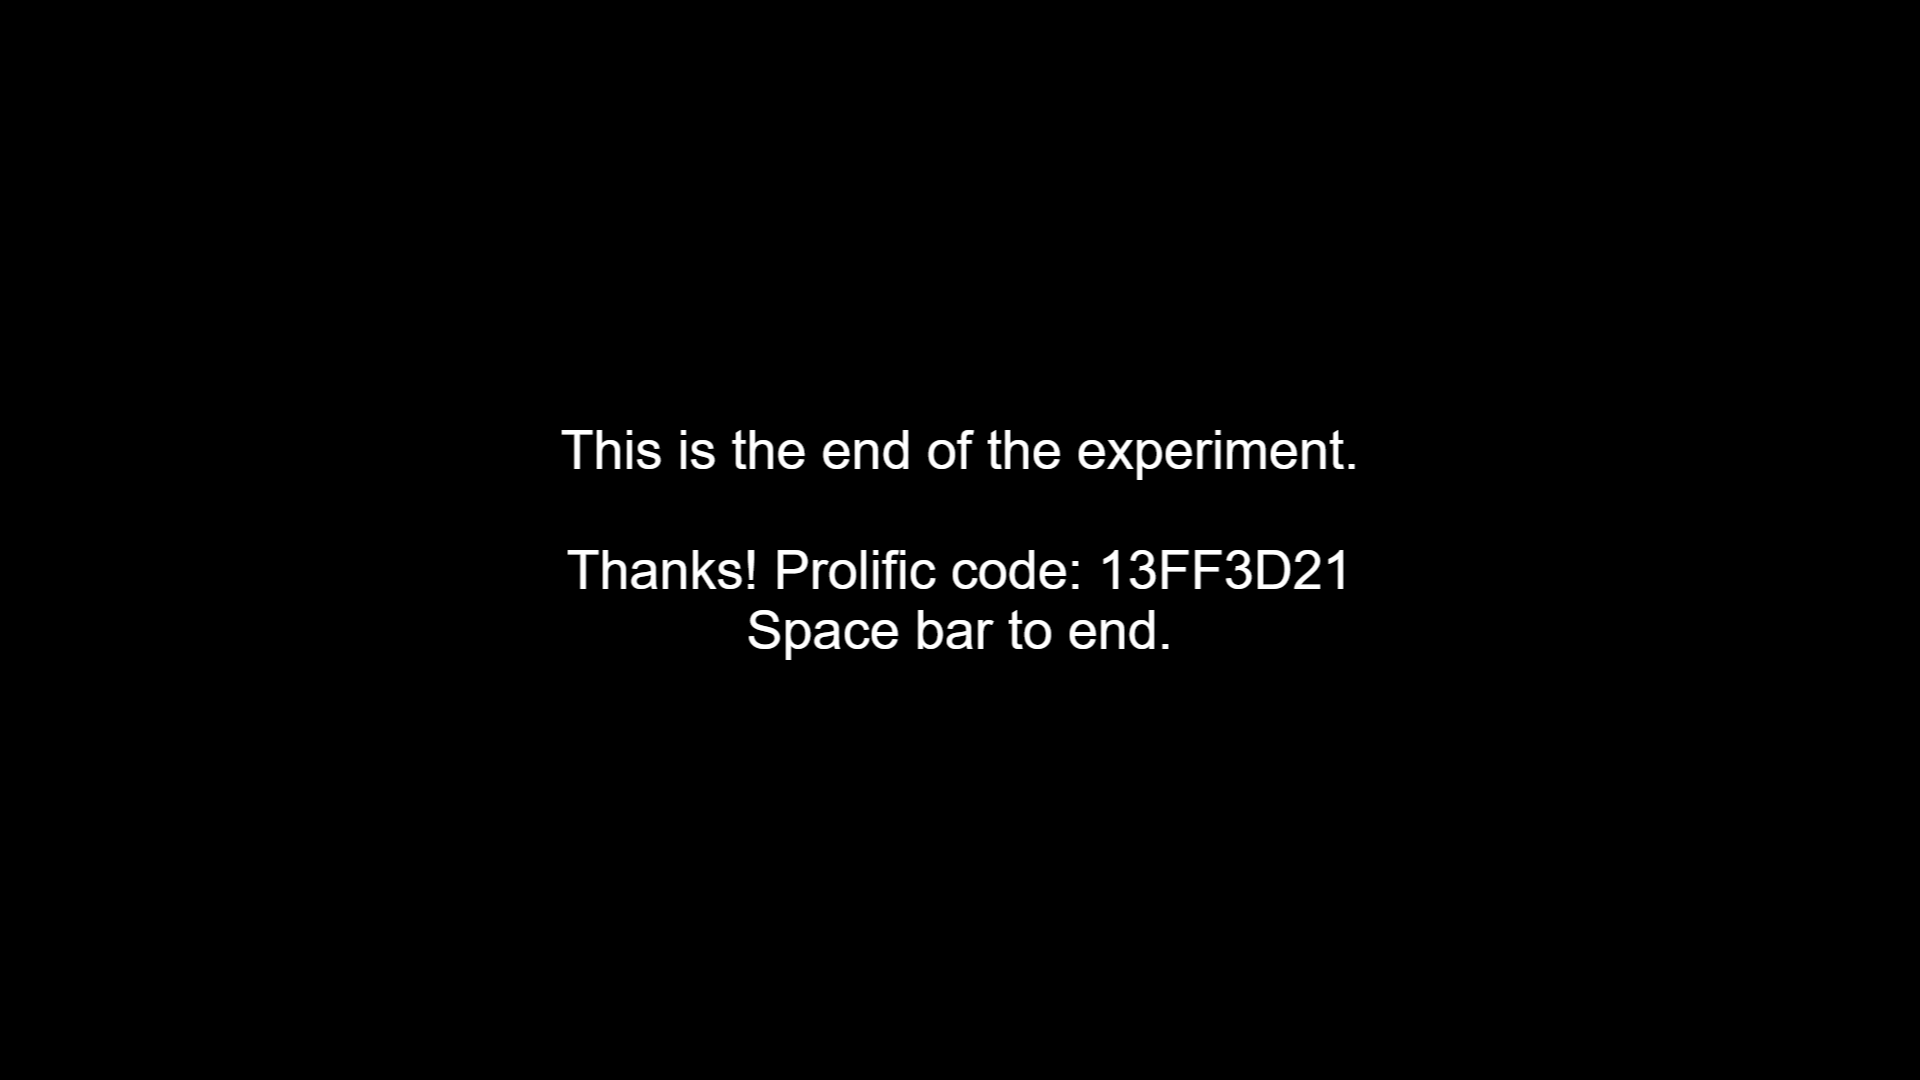 This is the end of the experiment.
Thanks! Prolific code: 13FF3D21
Space bar to end.